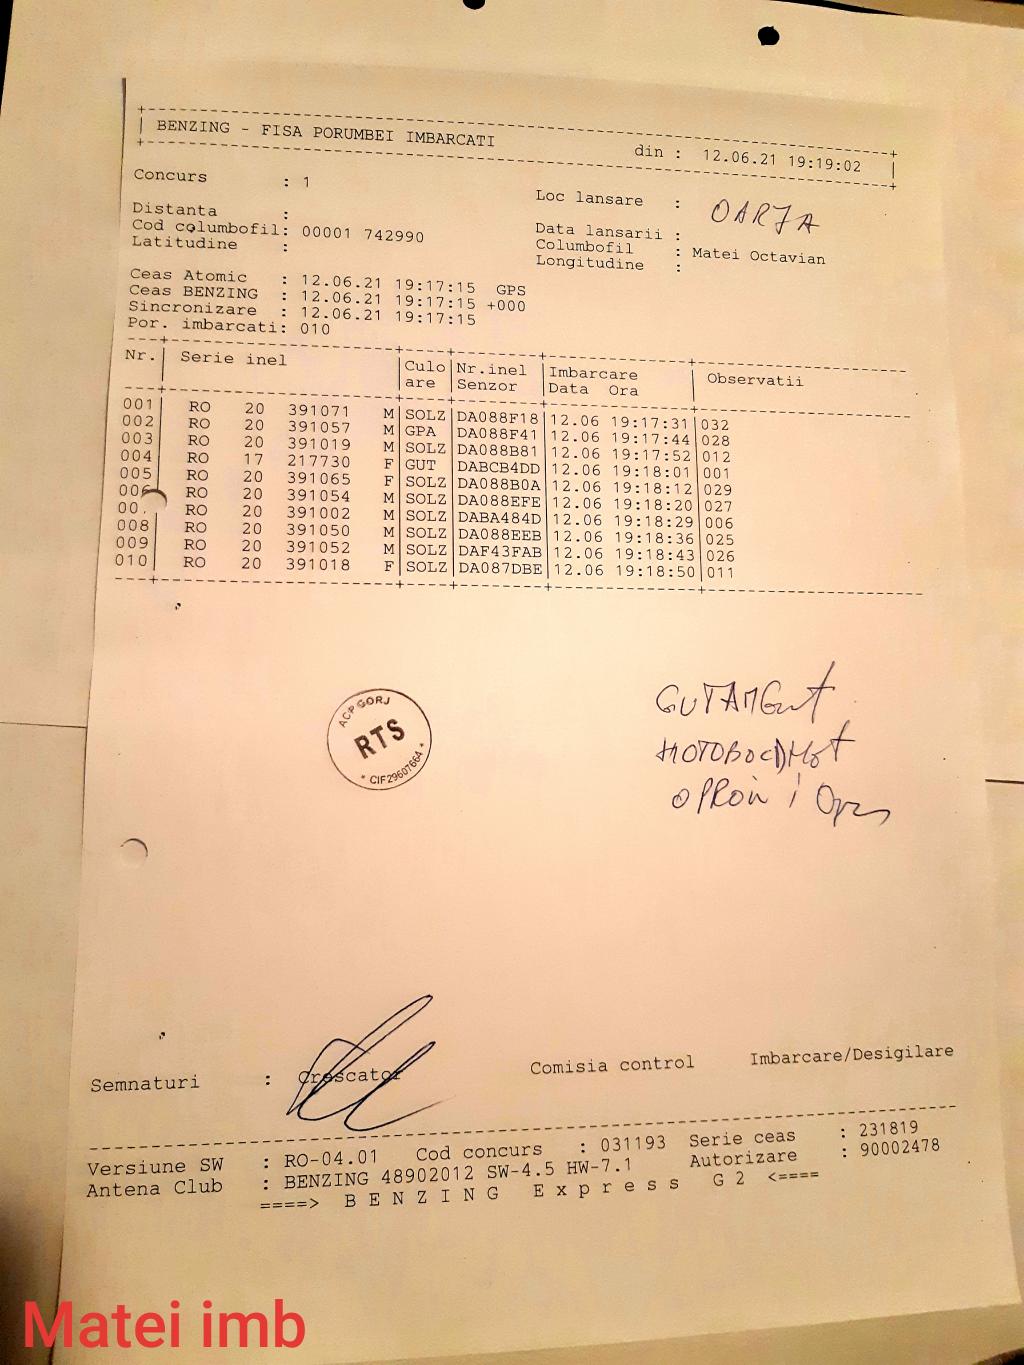 BENZING - FISA PORUMBEI IMBARCATI din : 12.06.21 19:19:02
Concurs : 1 Loc lansare : OARJA
Distanta : Data lansarii :
Cod columbofil: 00001 742990 Columbofil : Matei Octavian
Latitudine : Longitudine :
Ceas Atomic : 12.06.21 19:17:15 GPS
Ceas BENZING : 12.06.21 19:17:15 +000
Sincronizare : 12.06.21 19:17:15
Por. imbarcati: 010
Nr. Serie inel Culo Nr.inel Imbarcare Observatii
are Senzor Data Ora
001 RO 20 391071 M SOLZ DA088F18 12.06 19:17:31 032
002 RO 20 391057 M GPA DA088F41 12.06 19:17:44 028
003 RO 20 391019 M SOLZ DA088B81 12.06 19:17:52 012
004 RO 17 217730 F GUT DABCB4DD 12.06 19:18:01 001
005 RO 20 391065 F SOLZ DA088B0A 12.06 19:18:12 029
006 RO 20 391054 M SOLZ DA088EFE 12.06 19:18:20 027
00. RO 20 391002 M SOLZ DABA484D 12.06 19:18:29 006
008 RO 20 391050 M SOLZ DA088EEB 12.06 19:18:36 025
009 RO 20 391052 M SOLZ DAF43FAB 12.06 19:18:43 026
010 RO 20 391018 F SOLZ DA087DBE 12.06 19:18:50 011
ACP GORJ
RTS
* CIF29607664 *
Semnaturi : Crescator Comisia control Imbarcare/Desigilare
Versiune SW : RO-04.01 Cod concurs : 031193 Serie ceas : 231819
Antena Club : BENZING 48902012 SW-4.5 HW-7.1 Autorizare : 90002478
====> B E N Z I N G E x p r e s s G 2 <====
Matei imb